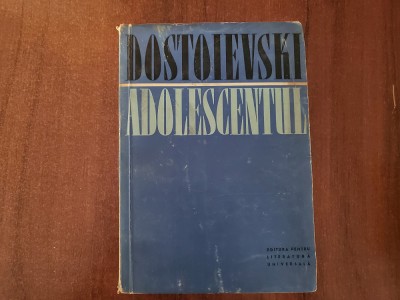 DOSTOIEVSKI
ADOLESCENTUL
EDITURA PENTRU
LITERATURĂ
UNIVERSALĂ